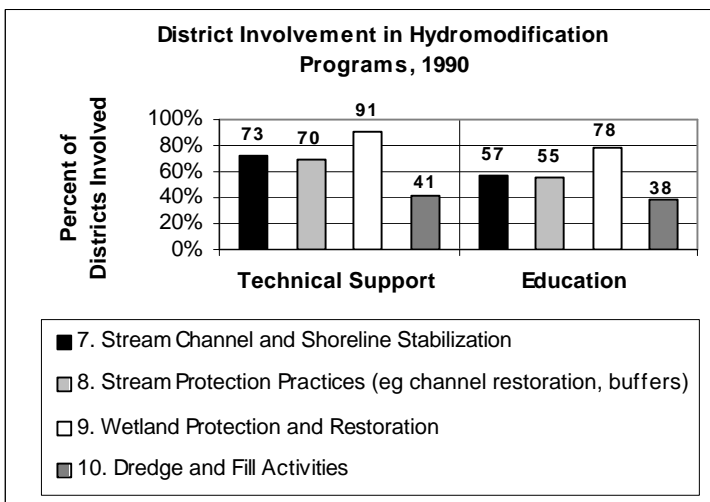 District Involvement in Hydromodification
Programs, 1990
Percent of
Districts Involved
100%
80%
60%
40%
20%
0%
73
70
91
41
57
55
78
38
Technical Support
Education
7. Stream Channel and Shoreline Stabilization
8. Stream Protection Practices (eg channel restoration, buffers)
9. Wetland Protection and Restoration
10. Dredge and Fill Activities